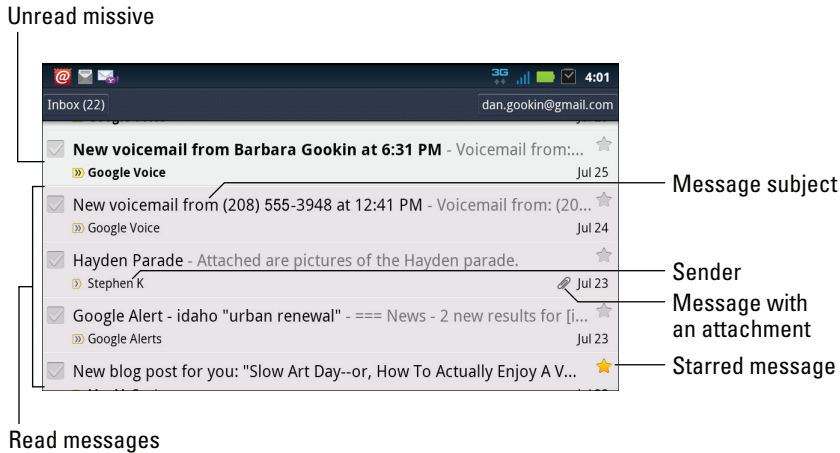 Unread missive
3G 4:01
Inbox (22) dan.gookin@gmail.com
New voicemail from Barbara Gookin at 6:31 PM - Voicemail from:...
Google Voice Jul 25
New voicemail from (208) 555-3948 at 12:41 PM - Voicemail from: (20...
Google Voice Jul 24
Message subject
Hayden Parade - Attached are pictures of the Hayden parade.
Stephen K Jul 23
Sender
Message with
an attachment
Google Alert - idaho "urban renewal" - === News - 2 new results for [i...
Google Alerts Jul 23
New blog post for you: "Slow Art Day--or, How To Actually Enjoy A V...
Starred message
Read messages